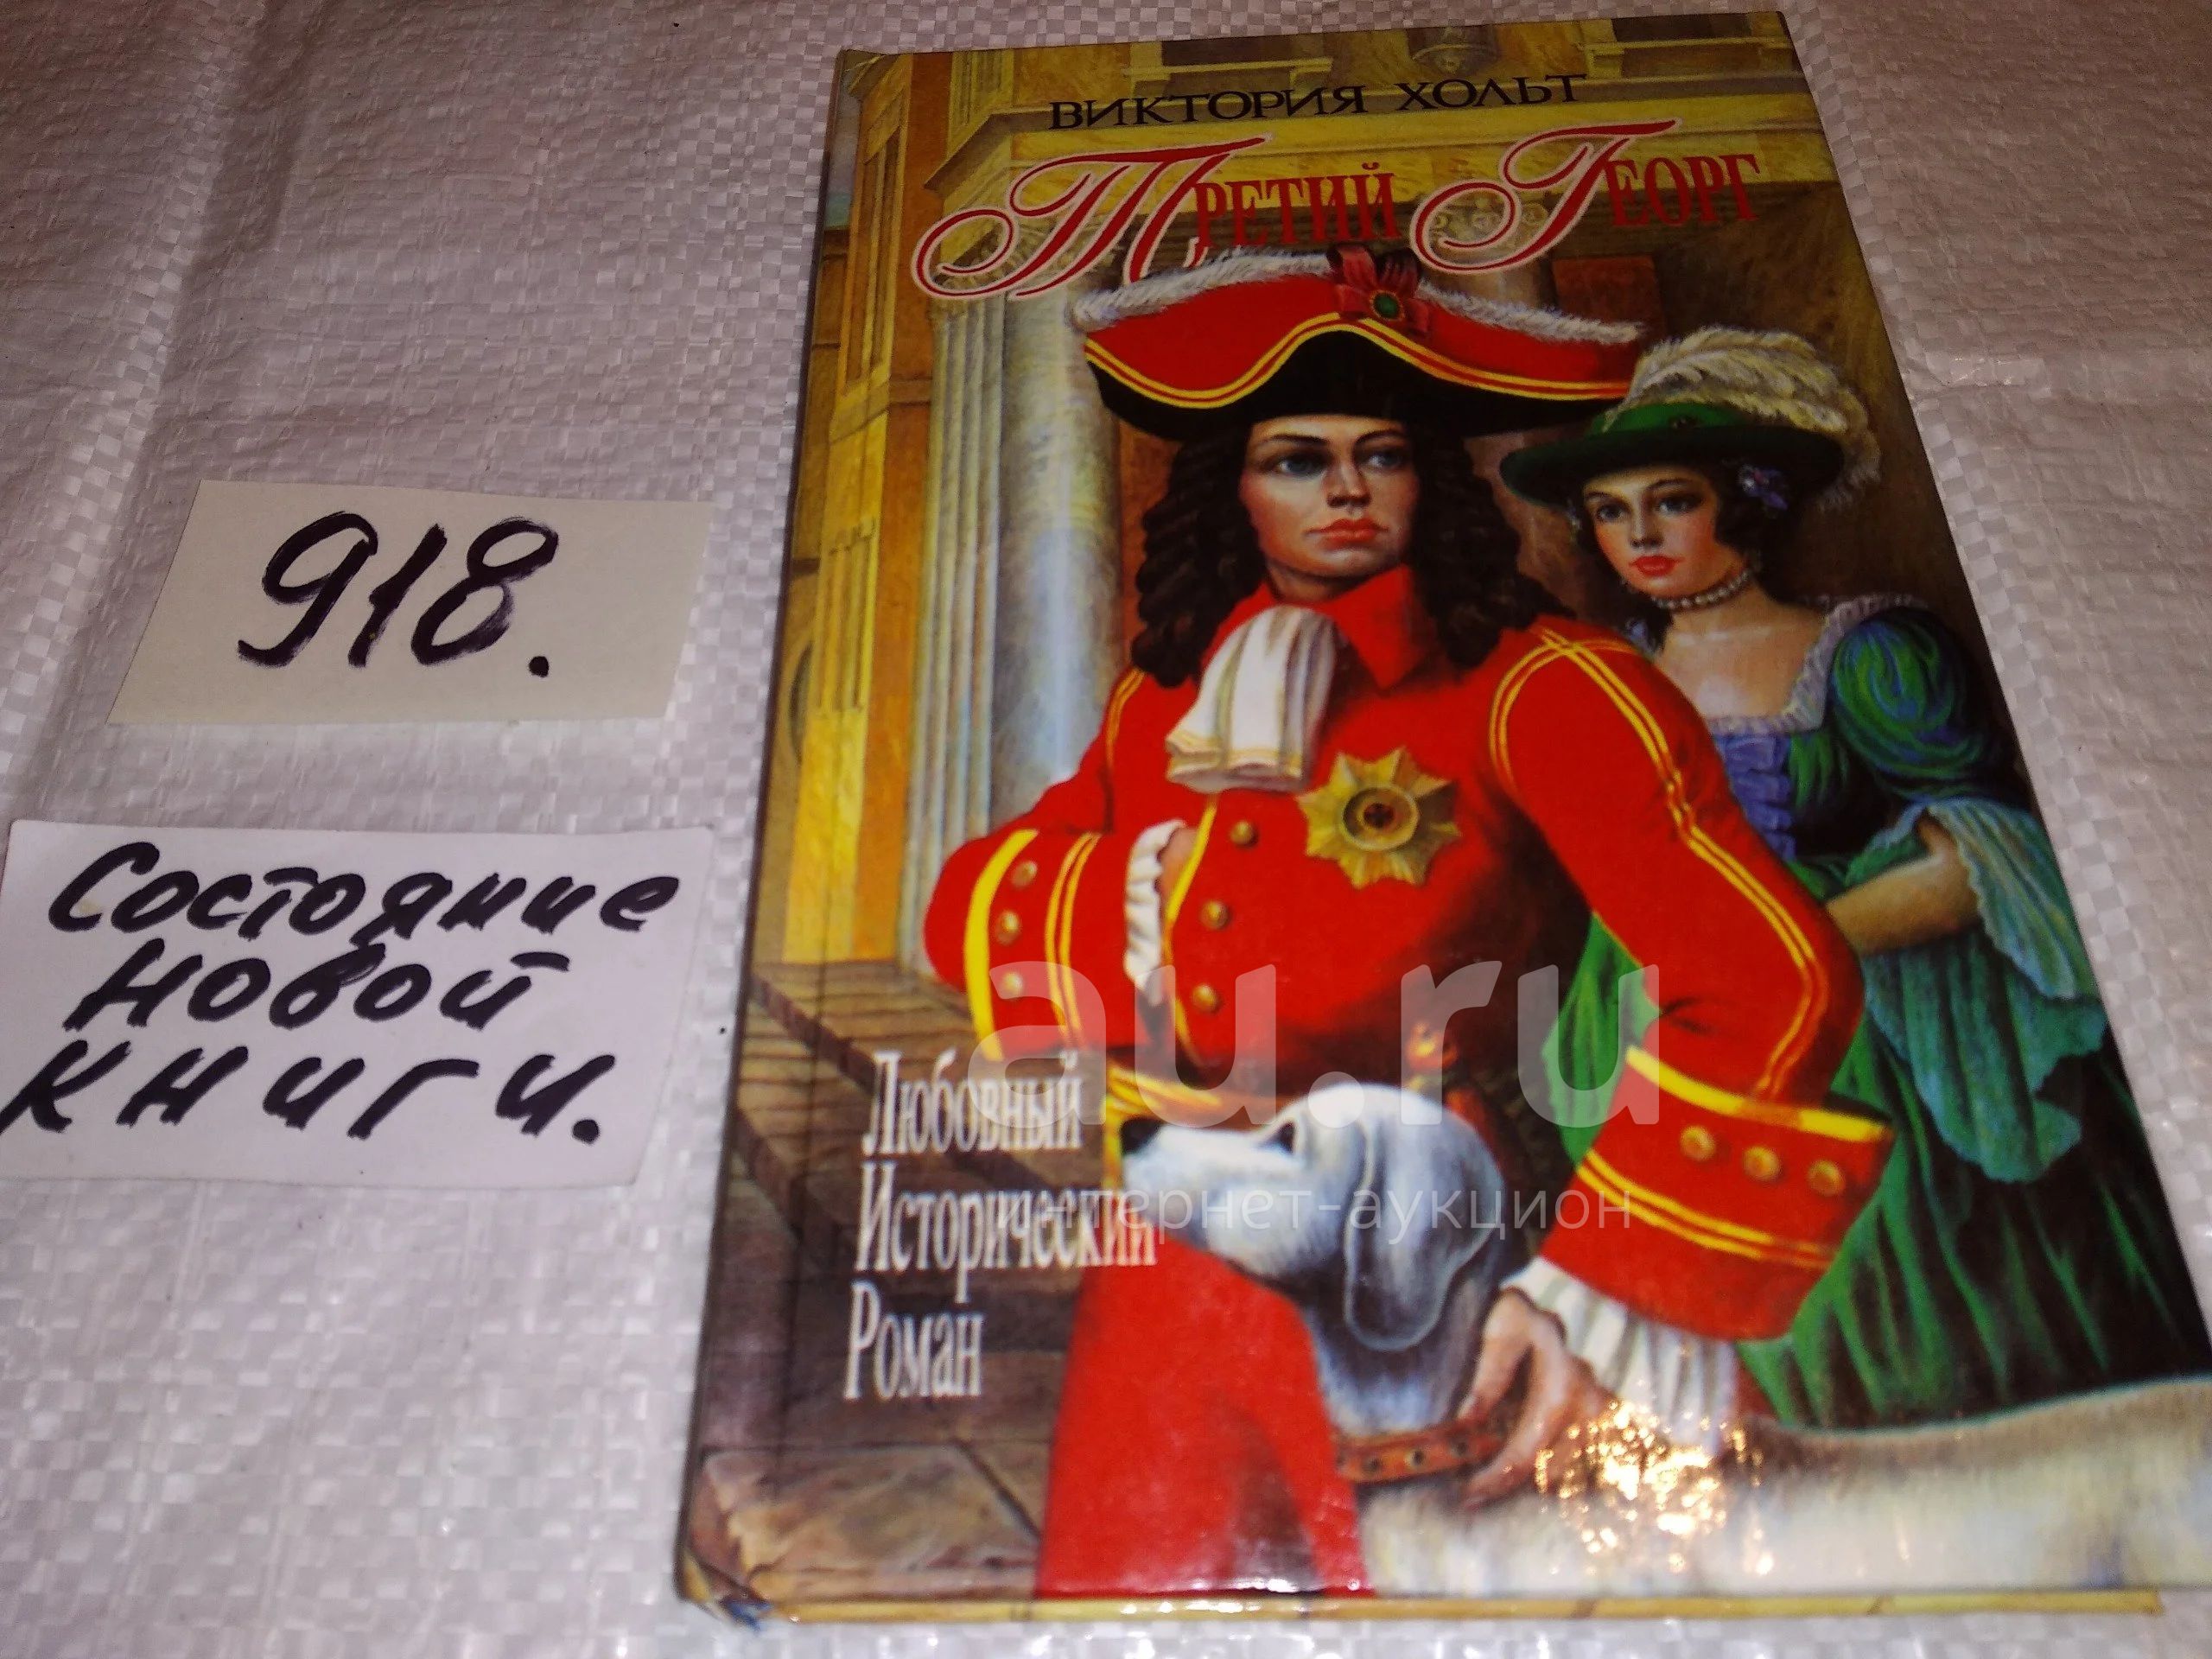 ВИКТОРИЯ ХОЛЬТ
ТРЕТИЙ ГЕОРГ
918.
Состояние
новой
книги.
au.ru
интернет-аукцион
Любовный
Исторический
Роман